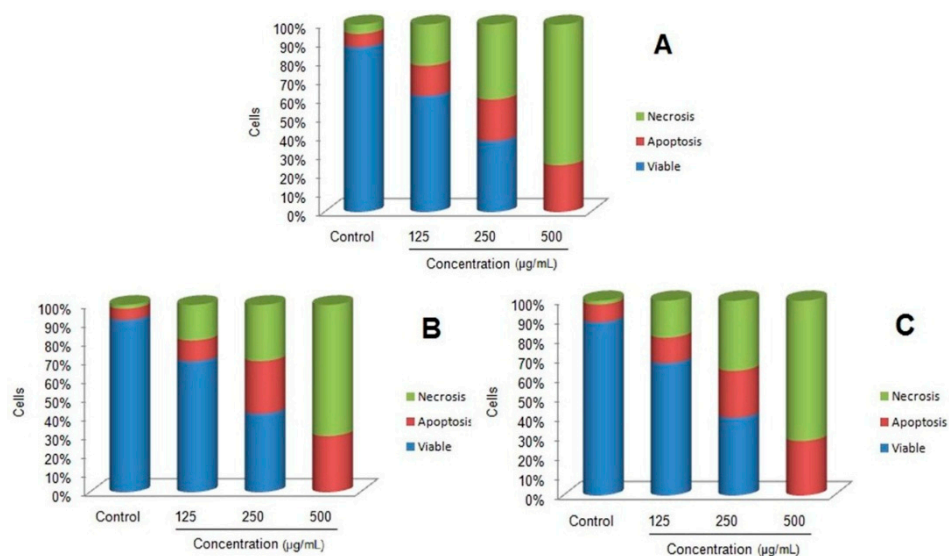 A
100%
90%
80%
70%
60%
50%
40%
30%
20%
10%
0%
Cells
Necrosis
Apoptosis
Viable
Control 125 250 500
Concentration (µg/mL)
B
100%
90%
80%
70%
60%
50%
40%
30%
20%
10%
0%
Cells
Necrosis
Apoptosis
Viable
Control 125 250 500
Concentration (µg/mL)
C
100%
90%
80%
70%
60%
50%
40%
30%
20%
10%
0%
Cells
Necrosis
Apoptosis
Viable
Control 125 250 500
Concentration (µg/mL)